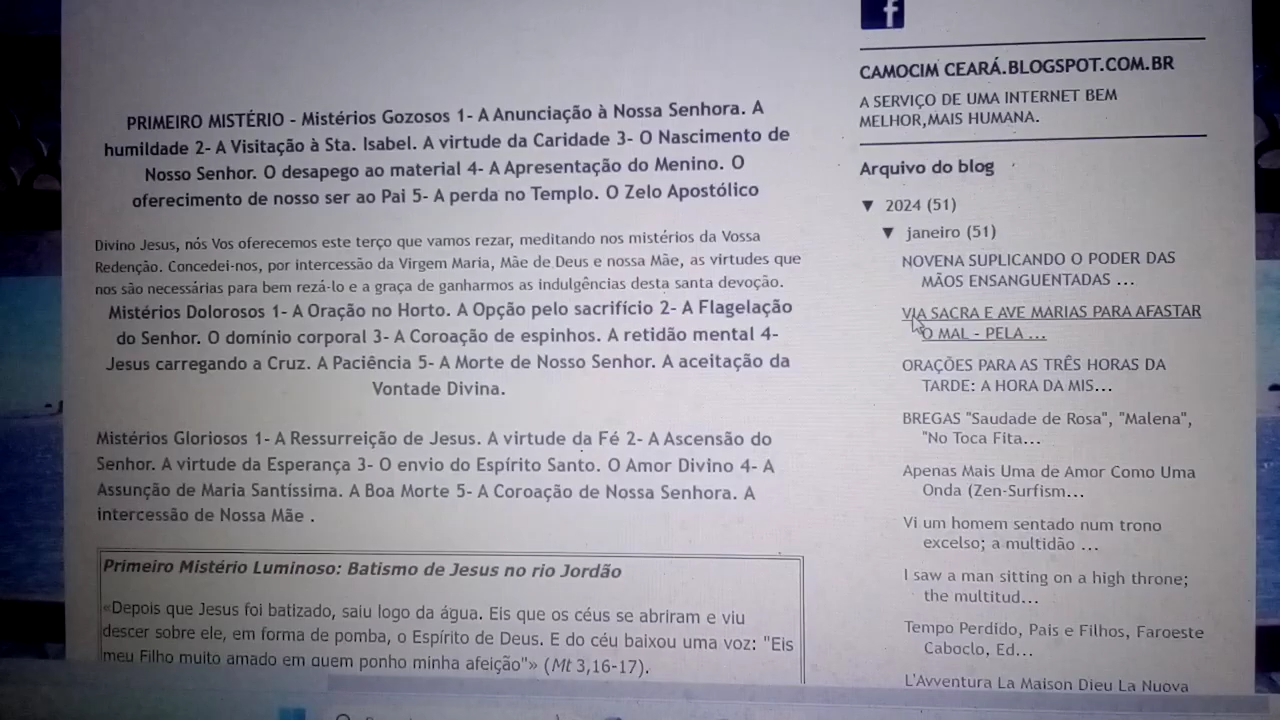 PRIMEIRO MISTÉRIO - Mistérios Gozosos 1- A Anunciação à Nossa Senhora. A
humildade 2- A Visitação à Sta. Isabel. A virtude da Caridade 3- O Nascimento de
Nosso Senhor. O desapego ao material 4- A Apresentação do Menino. O
oferecimento de nosso ser ao Pai 5- A perda no Templo. O Zelo Apostólico
Divino Jesus, nós Vos oferecemos este terço que vamos rezar, meditando nos mistérios da Vossa
Redenção. Concedei-nos, por intercessão da Virgem Maria, Mãe de Deus e nossa Mãe, as virtudes que
nos são necessárias para bem rezá-lo e a graça de ganharmos as indulgências desta santa devoção.
Mistérios Dolorosos 1- A Oração no Horto. A Opção pelo sacrifício 2- A Flagelação
do Senhor. O domínio corporal 3- A Coroação de espinhos. A retidão mental 4-
Jesus carregando a Cruz. A Paciência 5- A Morte de Nosso Senhor. A aceitação da
Vontade Divina.
Mistérios Gloriosos 1- A Ressurreição de Jesus. A virtude da Fé 2- A Ascensão do
Senhor. A virtude da Esperança 3- O envio do Espírito Santo. O Amor Divino 4- A
Assunção de Maria Santíssima. A Boa Morte 5- A Coroação de Nossa Senhora. A
intercessão de Nossa Mãe .
Primeiro Mistério Luminoso: Batismo de Jesus no rio Jordão
«Depois que Jesus foi batizado, saiu logo da água. Eis que os céus se abriram e viu
descer sobre ele, em forma de pomba, o Espírito de Deus. E do céu baixou uma voz: "Eis
meu Filho muito amado em quem ponho minha afeição"» (Mt 3,16-17).
f
CAMOCIM CEARÁ.BLOGSPOT.COM.BR
A SERVIÇO DE UMA INTERNET BEM
MELHOR,MAIS HUMANA.
Arquivo do blog
▼ 2024 (51)
▼ janeiro (51)
NOVENA SUPLICANDO O PODER DAS
MÃOS ENSANGUENTADAS ...
VIA SACRA E AVE MARIAS PARA AFASTAR
O MAL - PELA ...
ORAÇÕES PARA AS TRÊS HORAS DA
TARDE: A HORA DA MIS...
BREGAS "Saudade de Rosa", "Malena",
"No Toca Fita...
Apenas Mais Uma de Amor Como Uma
Onda (Zen-Surfism...
Vi um homem sentado num trono
excelso; a multidão ...
I saw a man sitting on a high throne;
the multitud...
Tempo Perdido, Pais e Filhos, Faroeste
Caboclo, Ed...
L'Avventura La Maison Dieu La Nuova